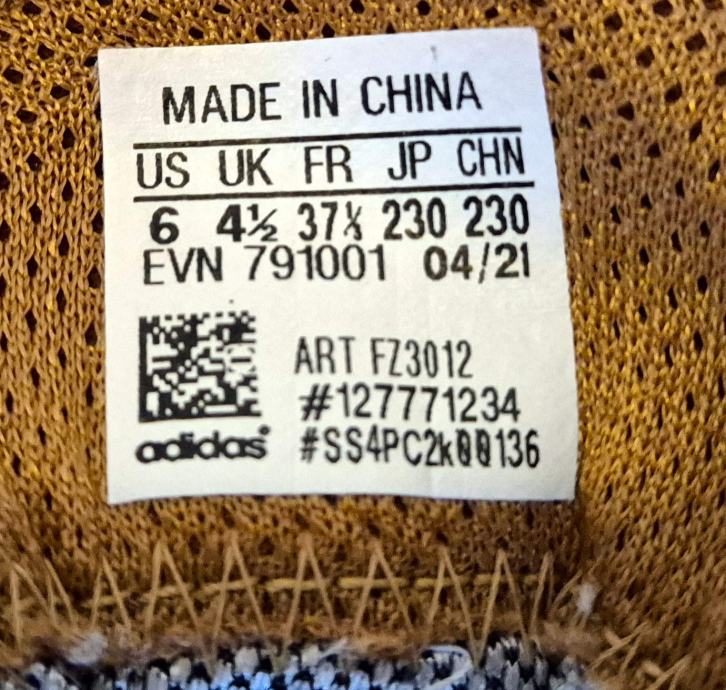 MADE IN CHINA
US UK FR JP CHN
6 4½ 37⅓ 230 230
EVN 791001 04/21
ART FZ3012
#127771234
adidas® #SS4PC2k00136